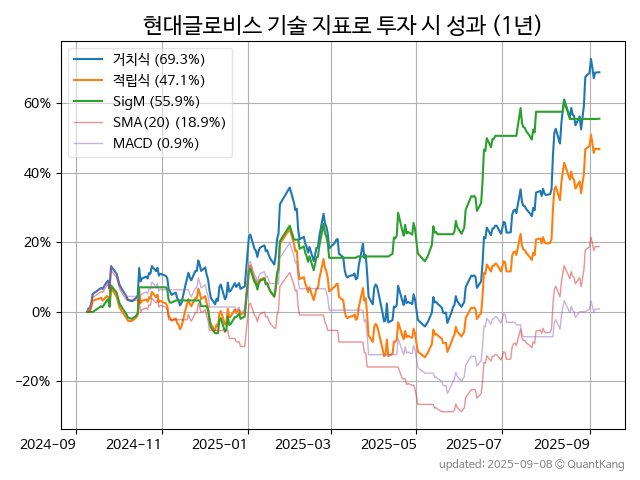 현대글로비스 기술 지표로 투자 시 성과 (1년)
거치식 (69.3%)
적립식 (47.1%)
SigM (55.9%)
SMA(20) (18.9%)
MACD (0.9%)
60%
40%
20%
0%
−20%
2024-09 2024-11 2025-01 2025-03 2025-05 2025-07 2025-09
updated: 2025-09-08 © QuantKang